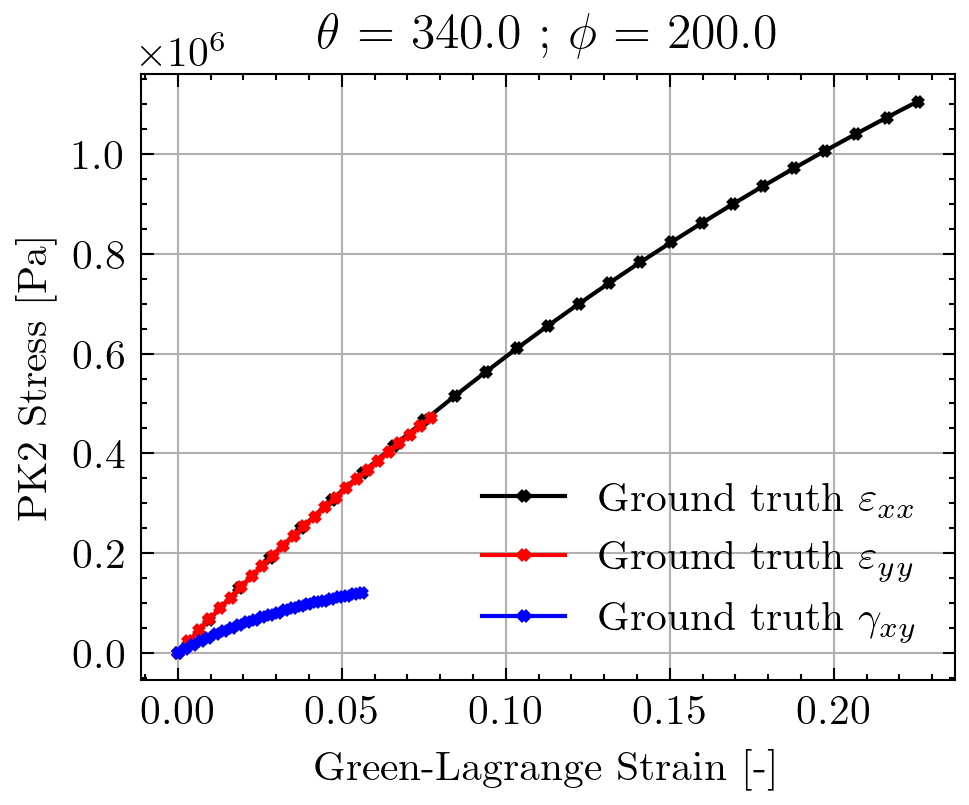 θ = 340.0 ; ϕ = 200.0
×10⁶
PK2 Stress [Pa]
1.0
0.8
0.6
0.4
0.2
0.0
Ground truth εₓₓ
Ground truth ε_yy
Ground truth γ_xy
0.00 0.05 0.10 0.15 0.20
Green-Lagrange Strain [-]